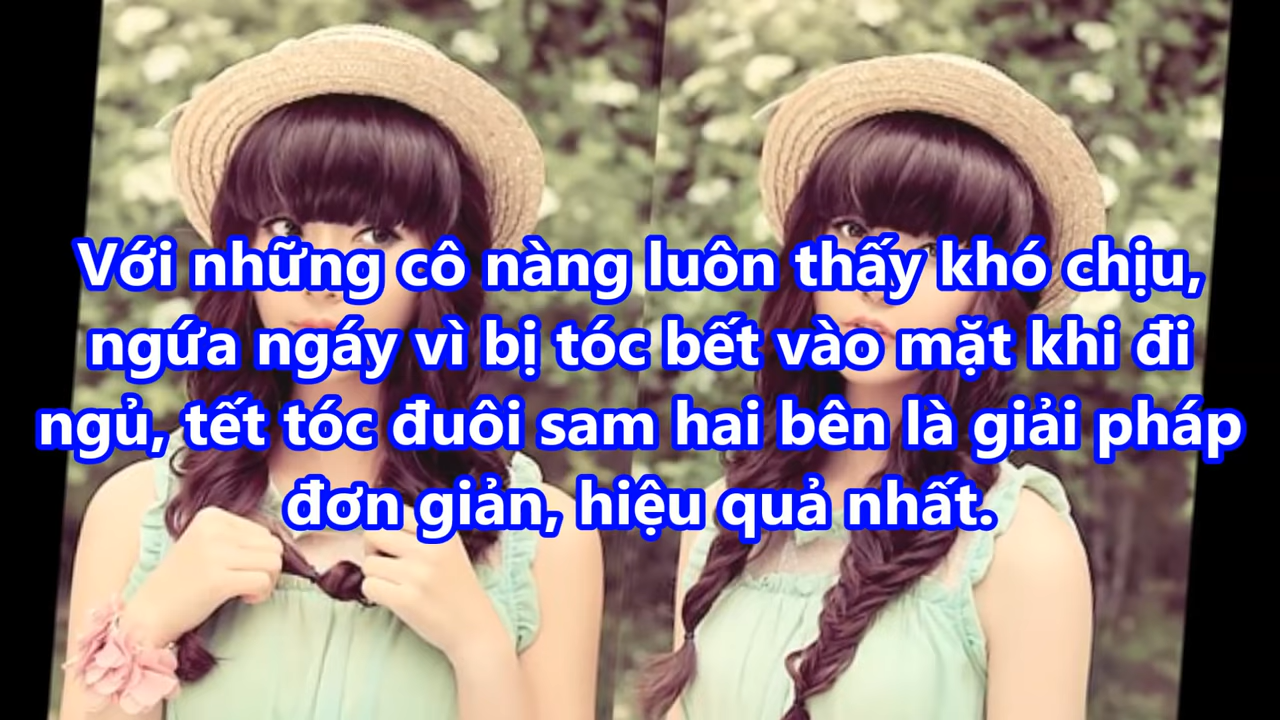 Với những cô nàng luôn thấy khó chịu,
ngứa ngáy vì bị tóc bết vào mặt khi đi
ngủ, tết tóc đuôi sam hai bên là giải pháp
đơn giản, hiệu quả nhất.